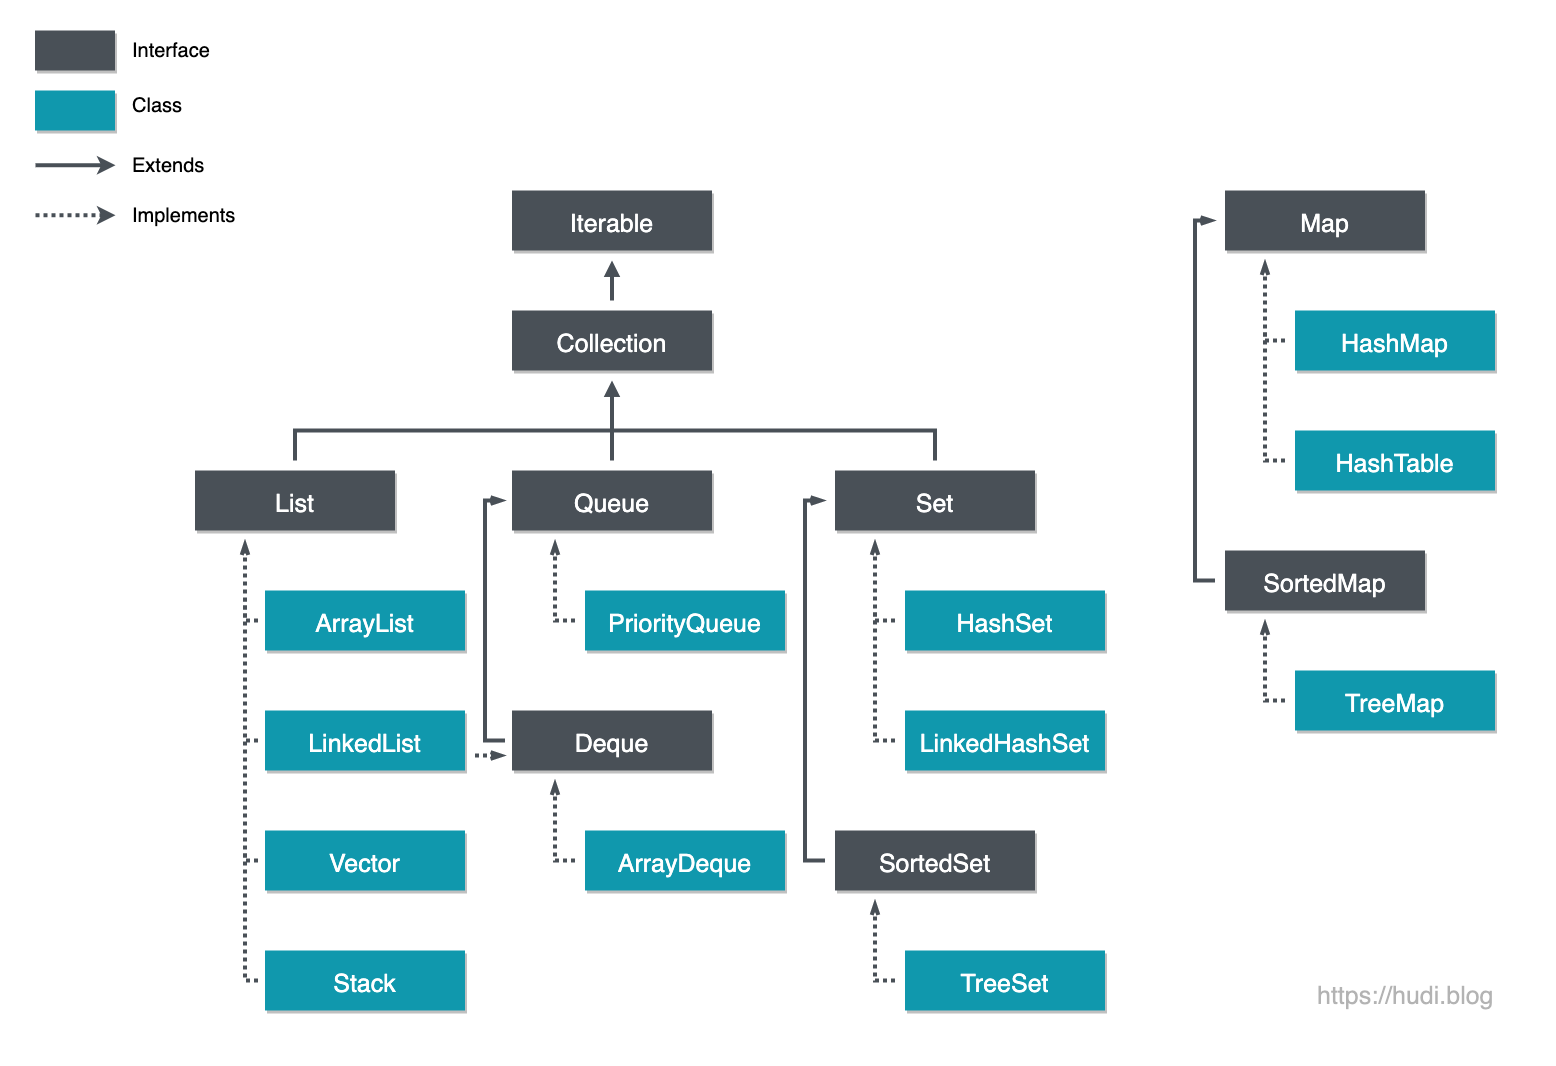 Interface
Class
Extends
Implements
Iterable
Map
Collection
HashMap
HashTable
List
Queue
Set
SortedMap
ArrayList
PriorityQueue
HashSet
TreeMap
LinkedList
Deque
LinkedHashSet
Vector
ArrayDeque
SortedSet
Stack
TreeSet
https://hudi.blog